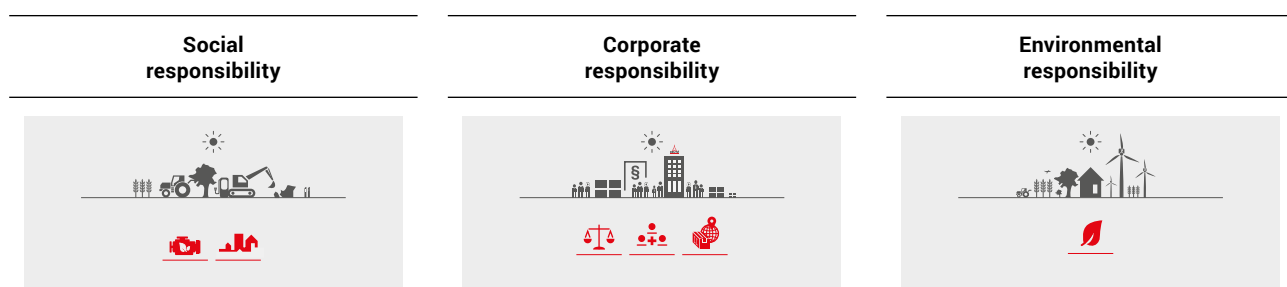 Social
responsibility
Corporate
responsibility
Environmental
responsibility
§